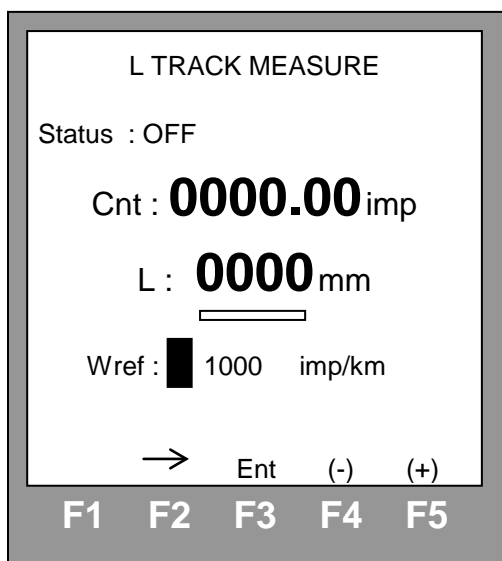 L TRACK MEASURE
Status : OFF
Cnt : 0000.00 imp
L : 0000 mm
Wref : 1000 imp/km
→ Ent (-) (+)
F1 F2 F3 F4 F5